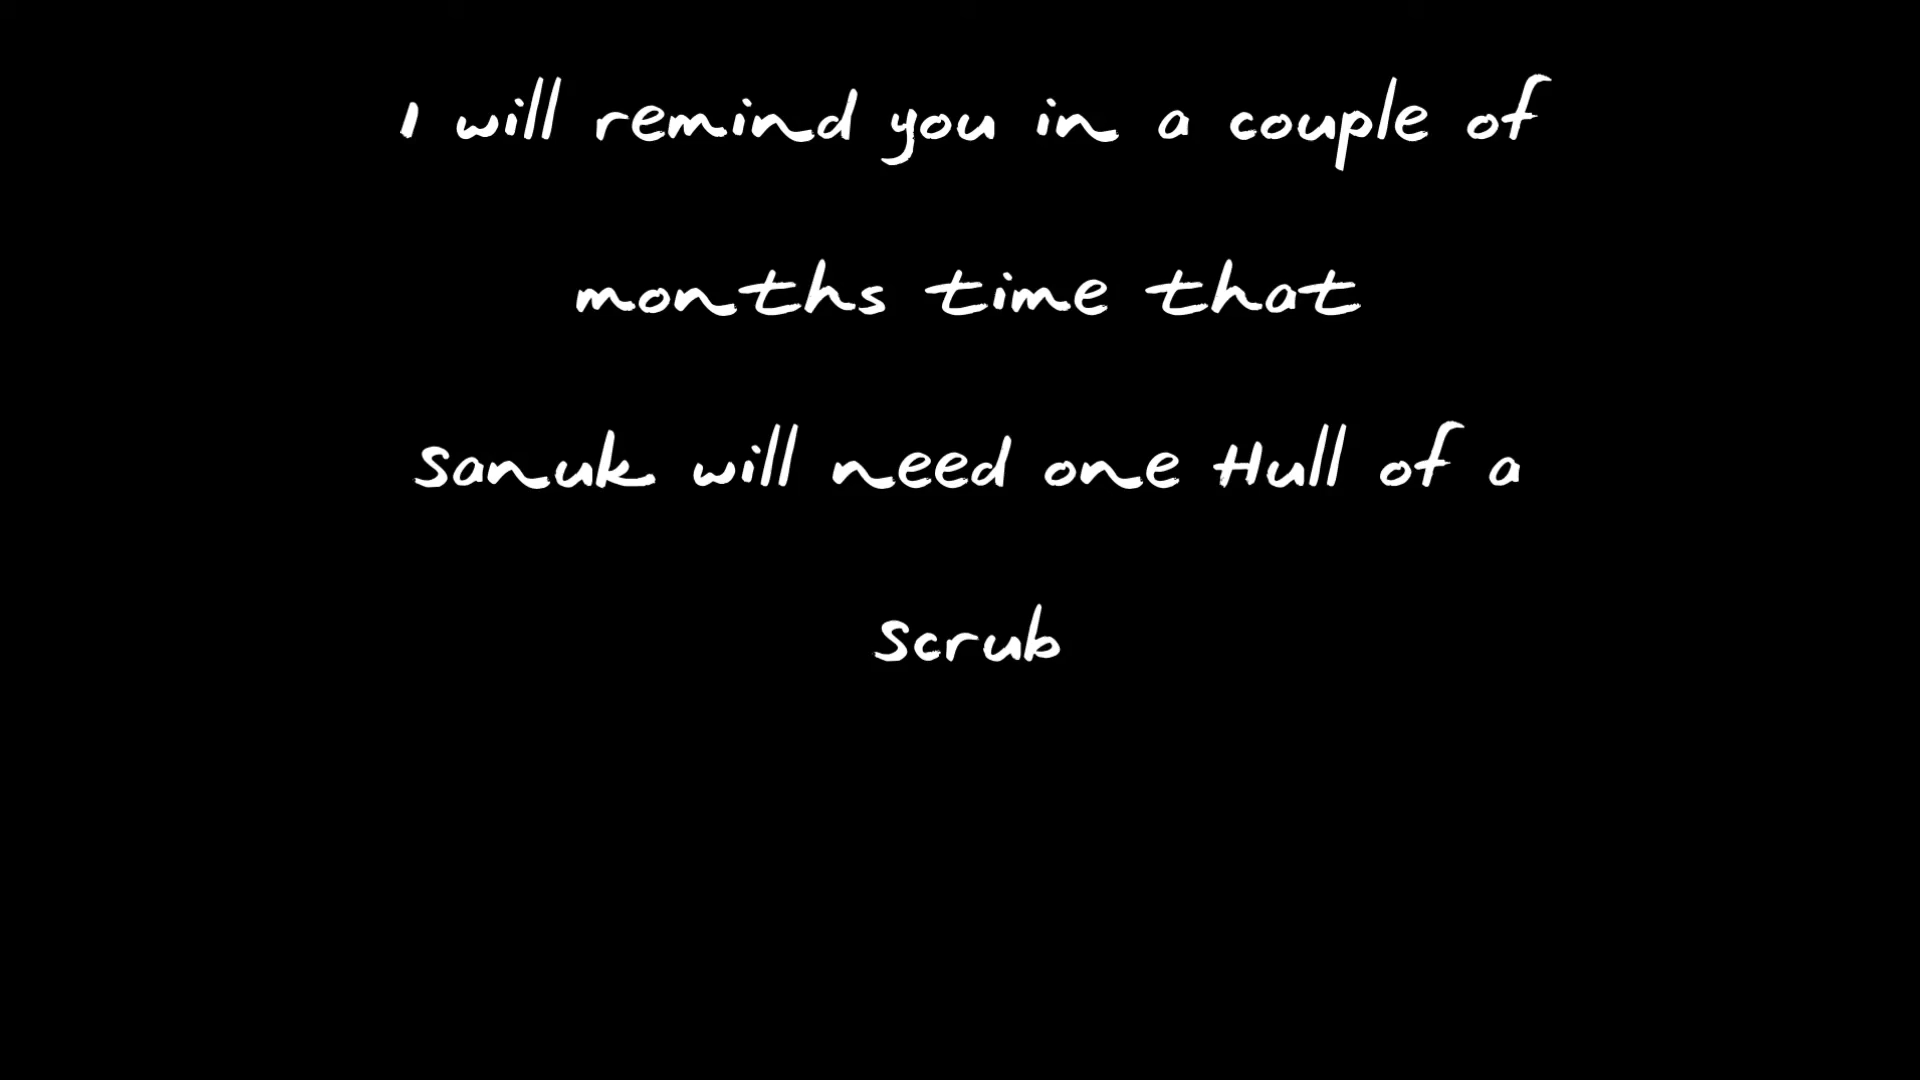 I will remind you in a couple of
months time that
Sanuk will need one Hull of a
scrub